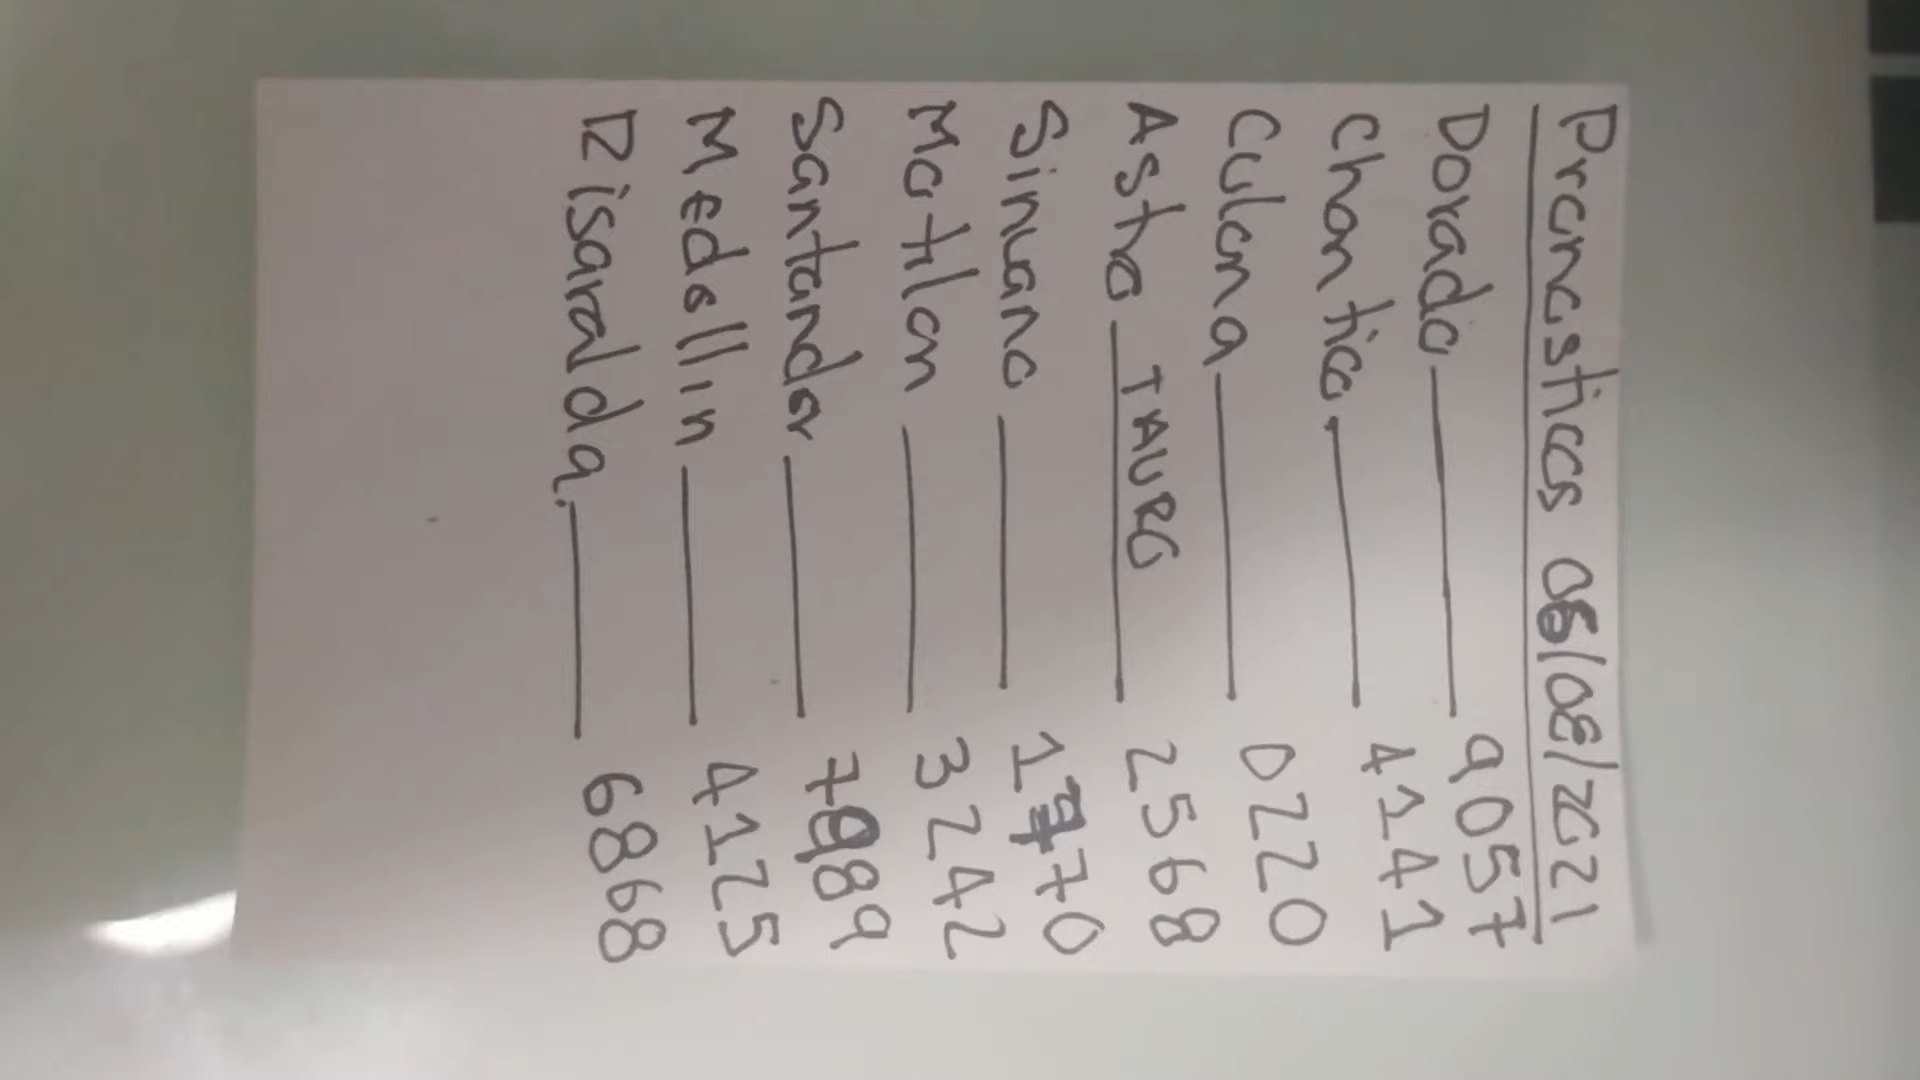 Pronosticos 06/08/2021
Dorado 9057
Chontico 4141
Culona 0220
Astro TAURO 2568
Sinuano 1770
Motilon 3242
Santander 7989
Medellin 4125
Risaralda. 6868